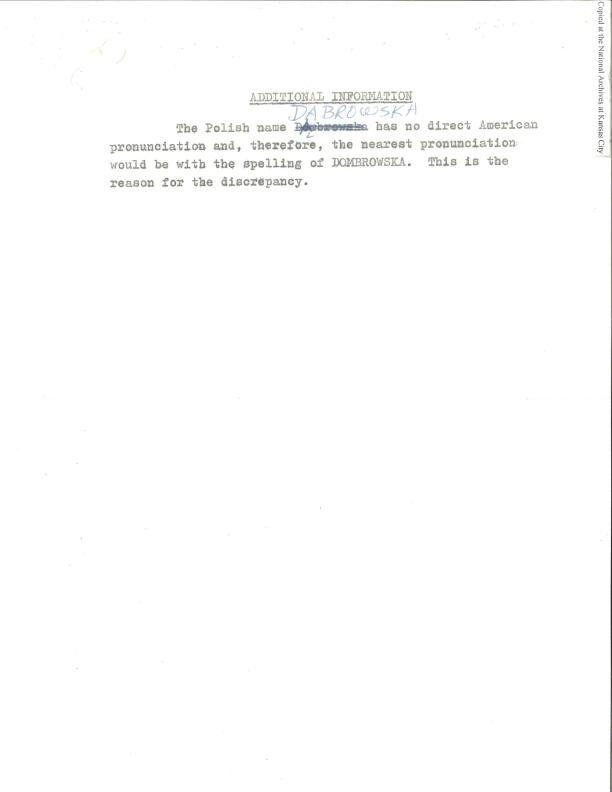 ADDITIONAL INFORMATION
DABROWSKA
The Polish name Dabrowska has no direct American
pronunciation and, therefore, the nearest pronunciation
would be with the spelling of DOMBROWSKA. This is the
reason for the discrepancy.
Copied at the National Archives at Kansas City